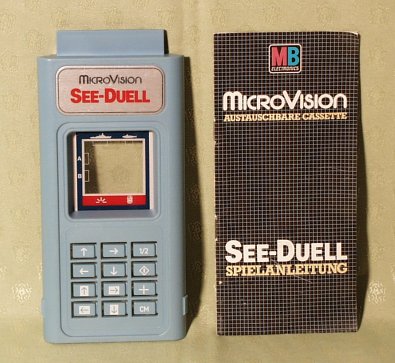 MICROVISION
SEE-DUELL
A
B
1/2
CM
MB
ELECTRONICS
MICROVISION
AUSTAUSCHBARE CASSETTE
SEE-DUELL
SPIELANLEITUNG